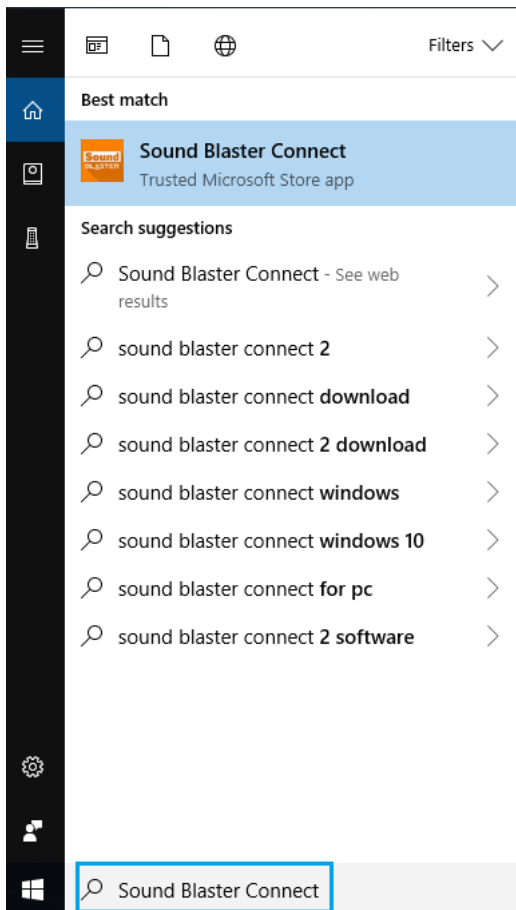 Filters
Best match
Sound BLASTER
Sound Blaster Connect
Trusted Microsoft Store app
Search suggestions
Sound Blaster Connect - See web
results
sound blaster connect 2
sound blaster connect download
sound blaster connect 2 download
sound blaster connect windows
sound blaster connect windows 10
sound blaster connect for pc
sound blaster connect 2 software
Sound Blaster Connect